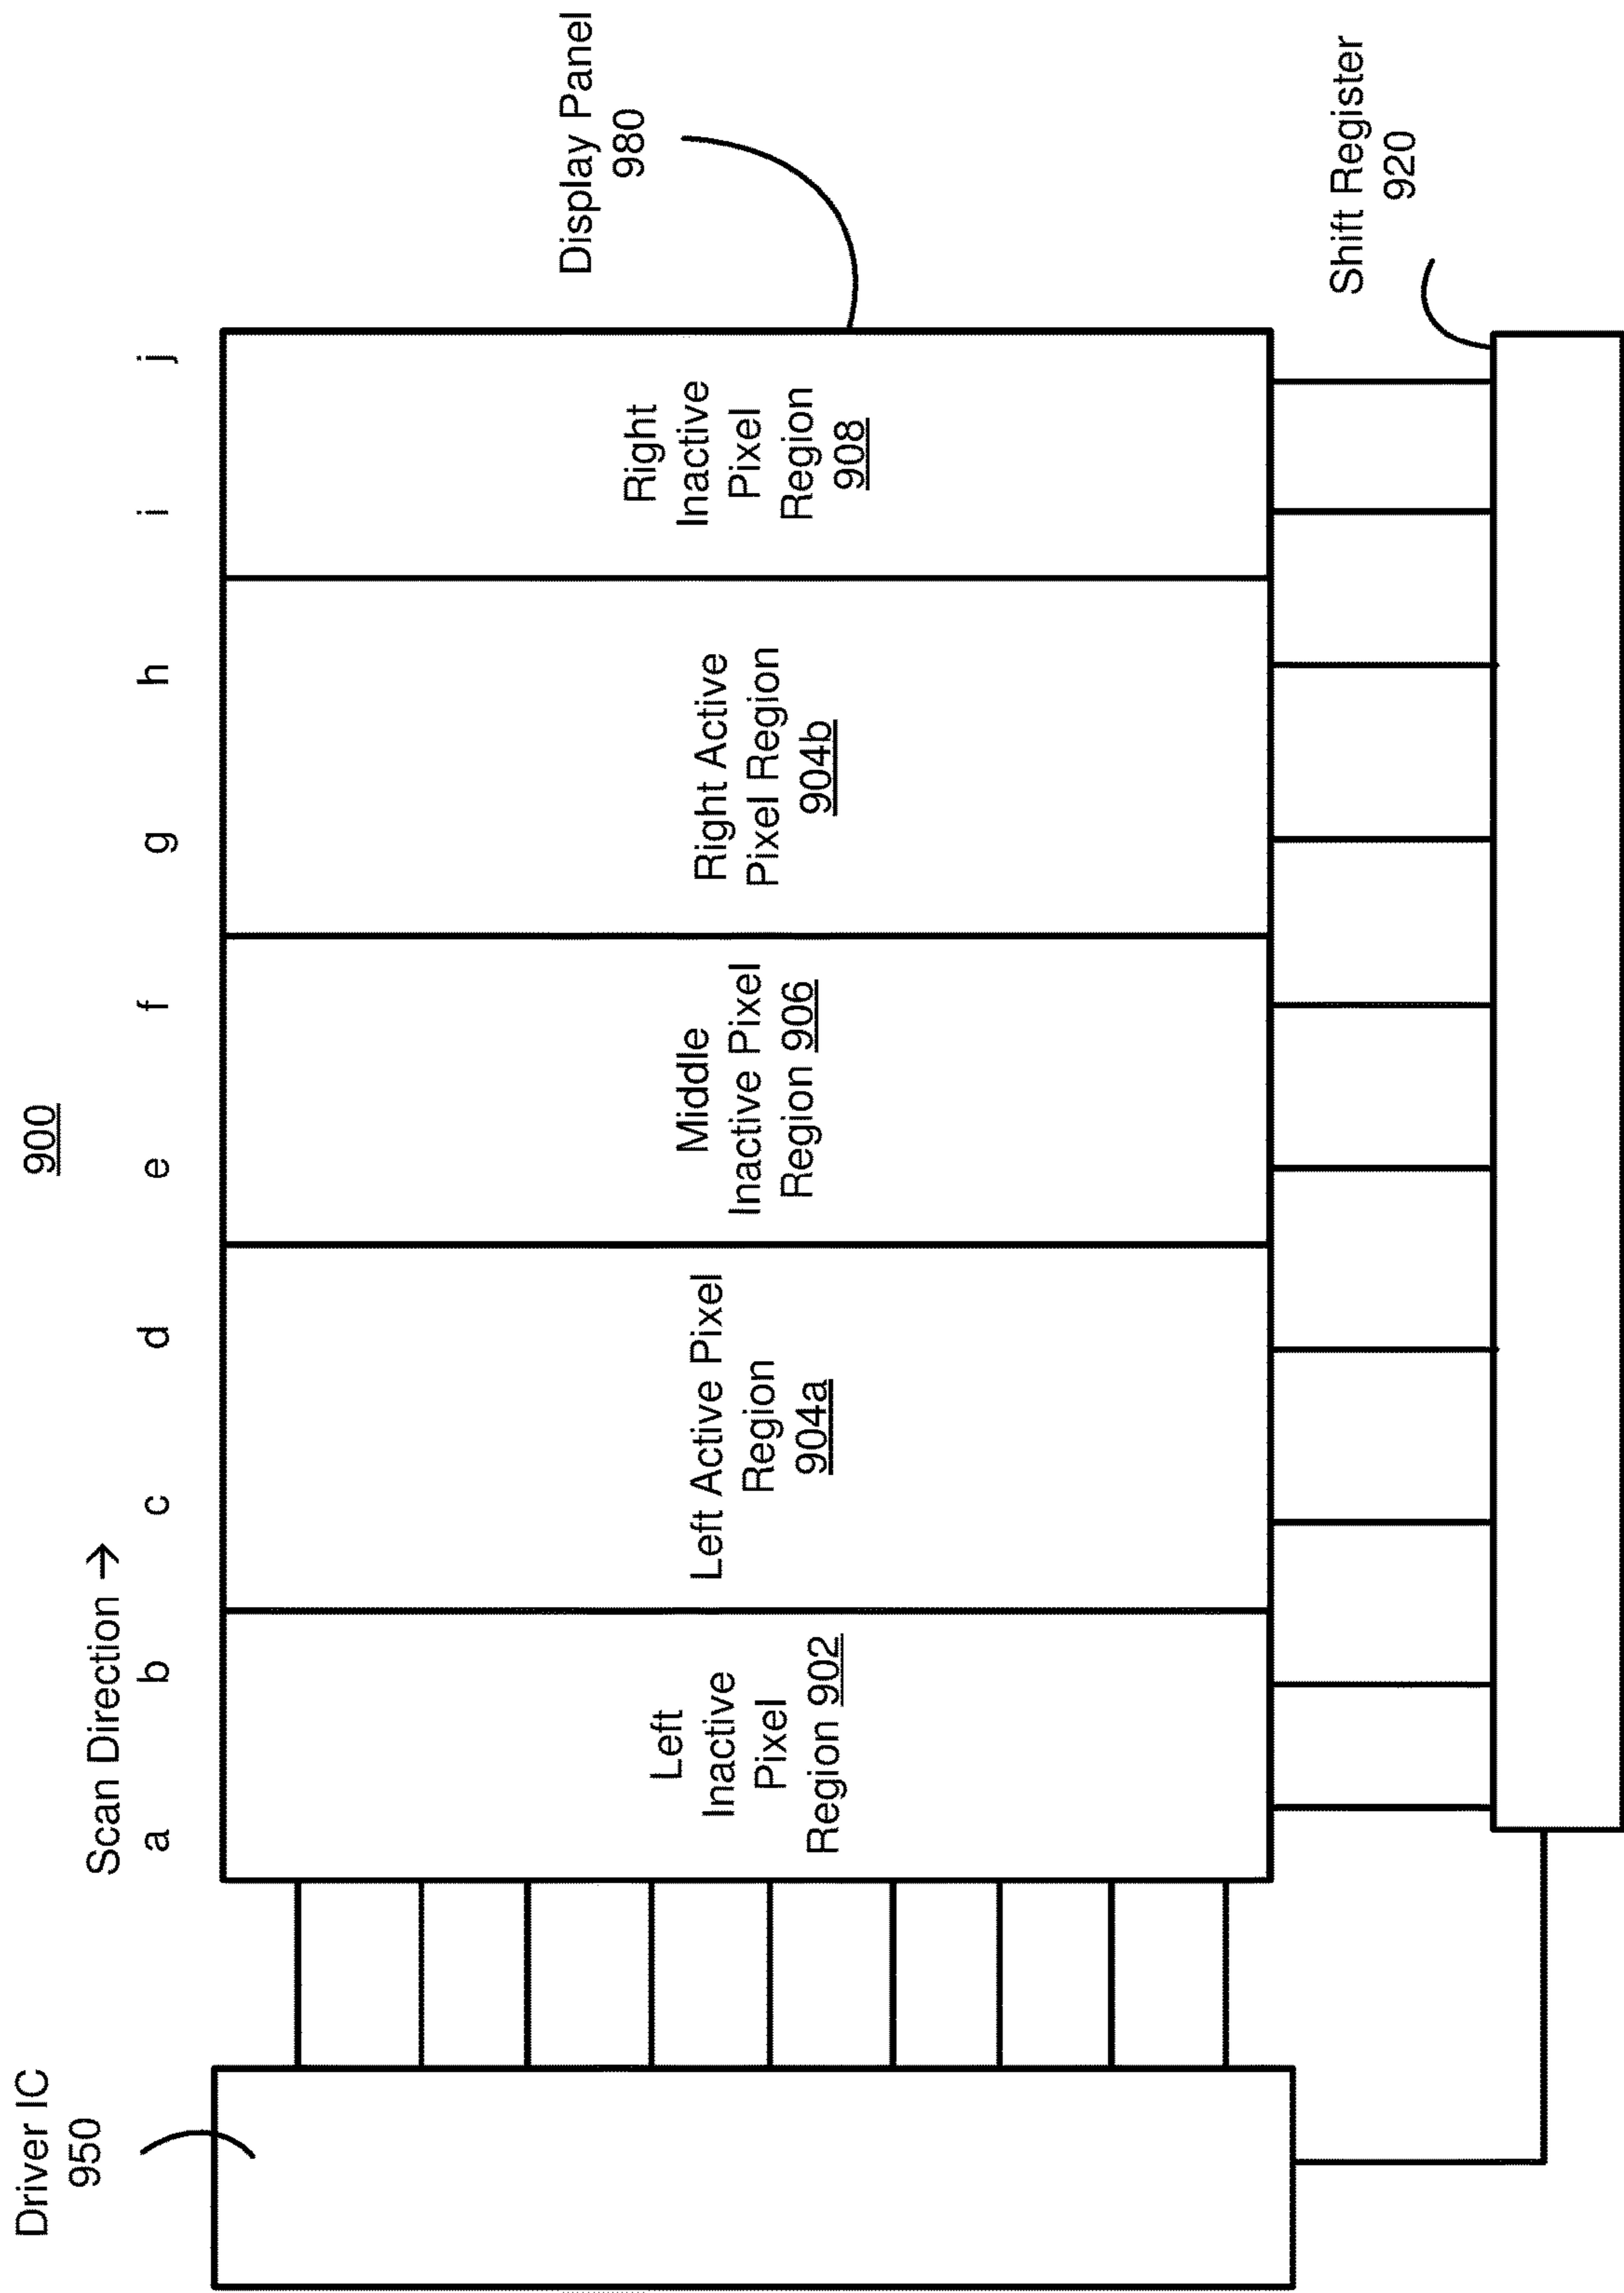 900
Driver IC
950
Scan Direction →
a b c d e f g h i j
Left
Inactive
Pixel
Region 902
Left Active Pixel
Region
904a
Middle
Inactive Pixel
Region 906
Right Active
Pixel Region
904b
Right
Inactive
Pixel
Region
908
Display Panel
980
Shift Register
920